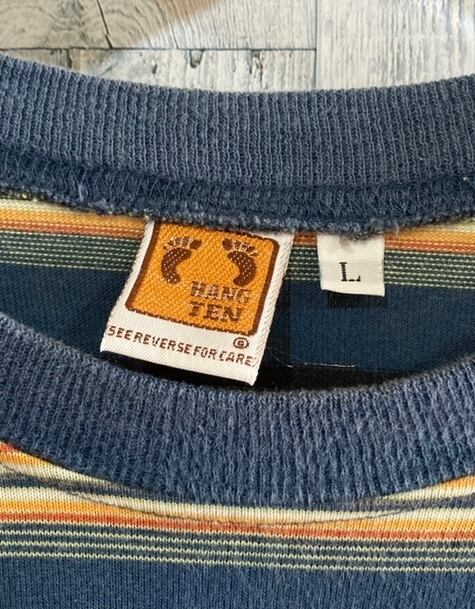 HANG
TEN
®
SEE REVERSE FOR CARE
L